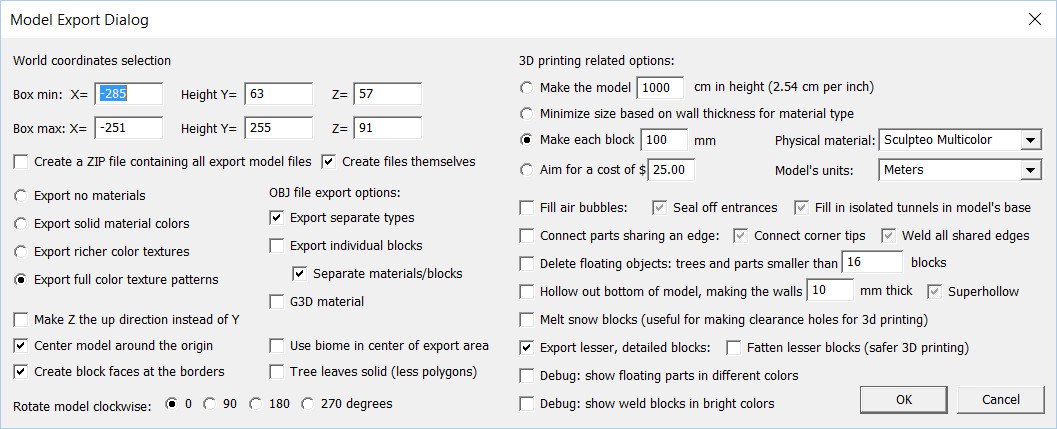 Model Export Dialog
World coordinates selection
Box min: X= -285 Height Y= 63 Z= 57
Box max: X= -251 Height Y= 255 Z= 91
Create a ZIP file containing all export model files Create files themselves
Export no materials
Export solid material colors
Export richer color textures
Export full color texture patterns
OBJ file export options:
Export separate types
Export individual blocks
Separate materials/blocks
G3D material
Make Z the up direction instead of Y
Center model around the origin
Use biome in center of export area
Create block faces at the borders
Tree leaves solid (less polygons)
Rotate model clockwise: 0 90 180 270 degrees
3D printing related options:
Make the model 1000 cm in height (2.54 cm per inch)
Minimize size based on wall thickness for material type
Make each block 100 mm Physical material: Sculpteo Multicolor
Aim for a cost of $ 25.00 Model's units: Meters
Fill air bubbles: Seal off entrances Fill in isolated tunnels in model's base
Connect parts sharing an edge: Connect corner tips Weld all shared edges
Delete floating objects: trees and parts smaller than 16 blocks
Hollow out bottom of model, making the walls 10 mm thick Superhollow
Melt snow blocks (useful for making clearance holes for 3d printing)
Export lesser, detailed blocks: Fatten lesser blocks (safer 3D printing)
Debug: show floating parts in different colors
Debug: show weld blocks in bright colors
OK Cancel